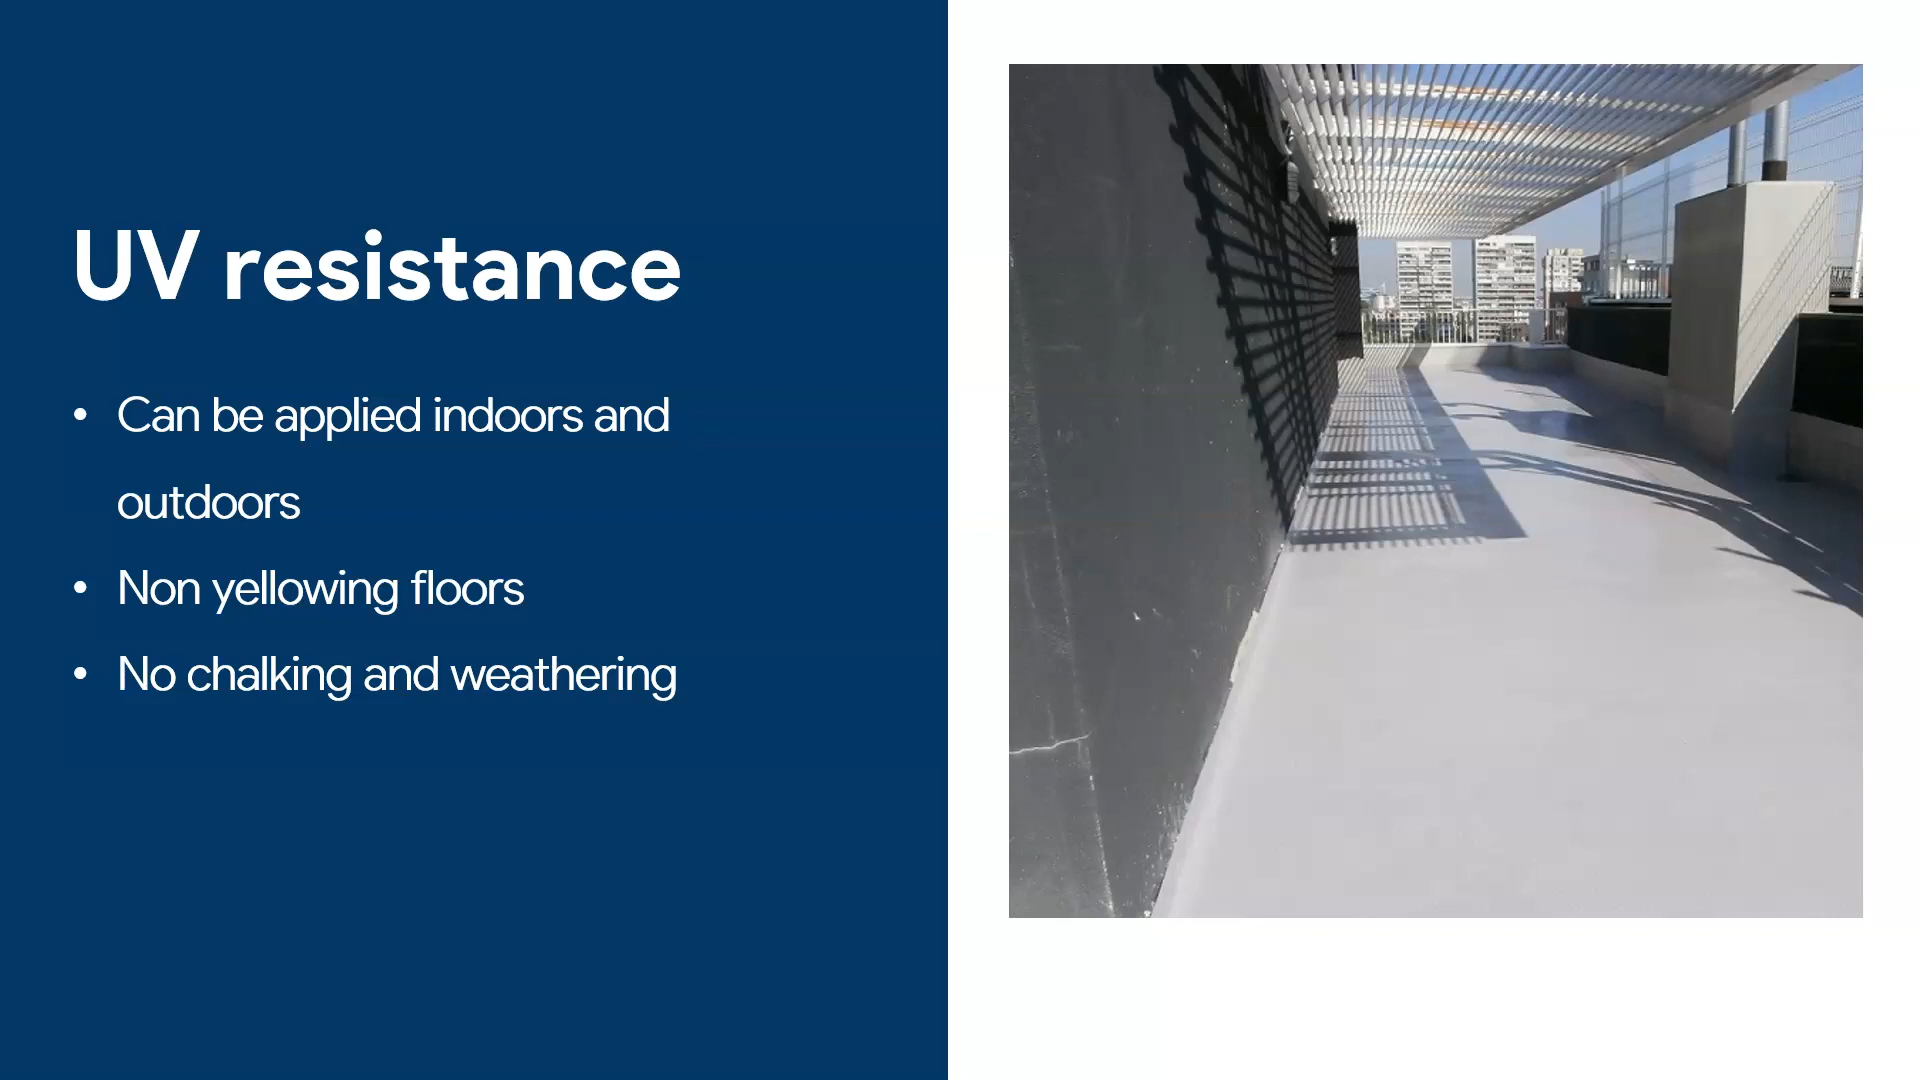 UV resistance
• Can be applied indoors and
outdoors
• Non yellowing floors
• No chalking and weathering